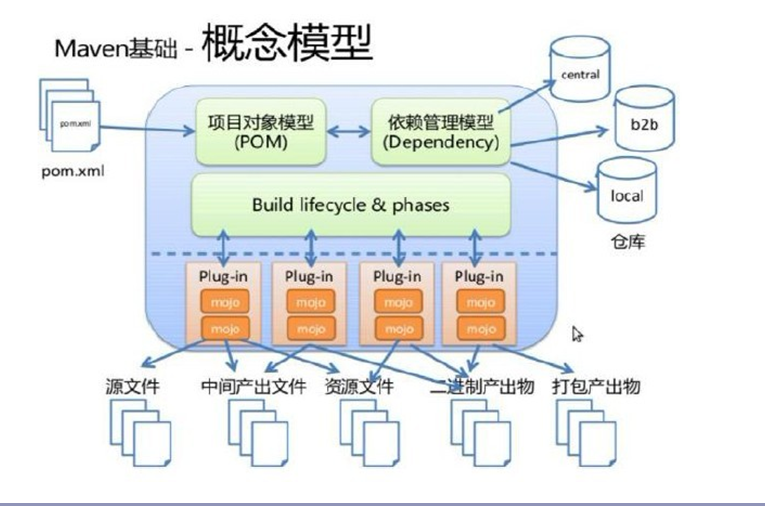 Maven基础 - 概念模型
pom.xml
pom.xml
项目对象模型
(POM)
依赖管理模型
(Dependency)
central
b2b
local
仓库
Build lifecycle & phases
Plug-in
mojo
mojo
Plug-in
mojo
mojo
Plug-in
mojo
mojo
Plug-in
mojo
mojo
源文件
中间产出文件
资源文件
二进制产出物
打包产出物